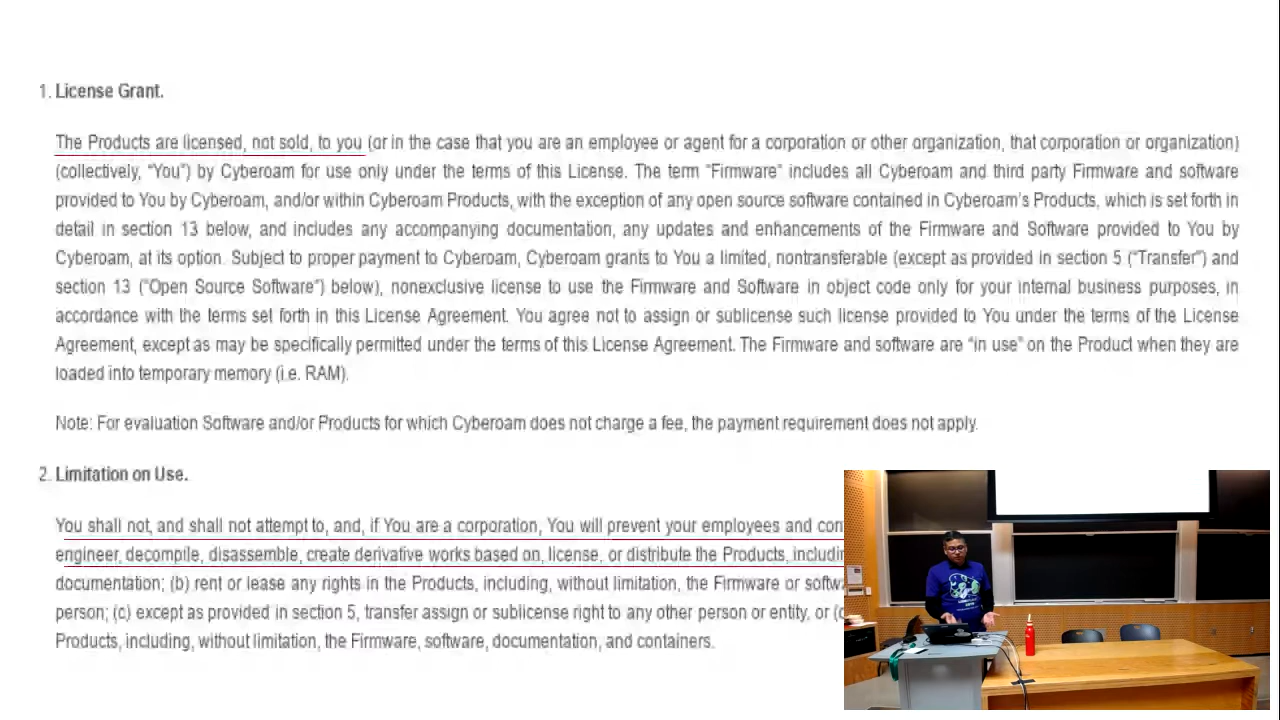 1. License Grant.
The Products are licensed, not sold, to you (or in the case that you are an employee or agent for a corporation or other organization, that corporation or organization)
(collectively, “You”) by Cyberoam for use only under the terms of this License. The term “Firmware” includes all Cyberoam and third party Firmware and software
provided to You by Cyberoam, and/or within Cyberoam Products, with the exception of any open source software contained in Cyberoam’s Products, which is set forth in
detail in section 13 below, and includes any accompanying documentation, any updates and enhancements of the Firmware and Software provided to You by
Cyberoam, at its option. Subject to proper payment to Cyberoam, Cyberoam grants to You a limited, nontransferable (except as provided in section 5 (“Transfer”) and
section 13 (“Open Source Software”) below), nonexclusive license to use the Firmware and Software in object code only for your internal business purposes, in
accordance with the terms set forth in this License Agreement. You agree not to assign or sublicense such license provided to You under the terms of the License
Agreement, except as may be specifically permitted under the terms of this License Agreement. The Firmware and software are “in use” on the Product when they are
loaded into temporary memory (i.e. RAM).
Note: For evaluation Software and/or Products for which Cyberoam does not charge a fee, the payment requirement does not apply.
2. Limitation on Use.
You shall not, and shall not attempt to, and, if You are a corporation, You will prevent your employees and
engineer, decompile, disassemble, create derivative works based on, license, or distribute the Products,
documentation; (b) rent or lease any rights in the Products, including, without limitation, the Firmware or
person; (c) except as provided in section 5, transfer assign or sublicense right to any other person or entity, or
Products, including, without limitation, the Firmware, software, documentation, and containers.